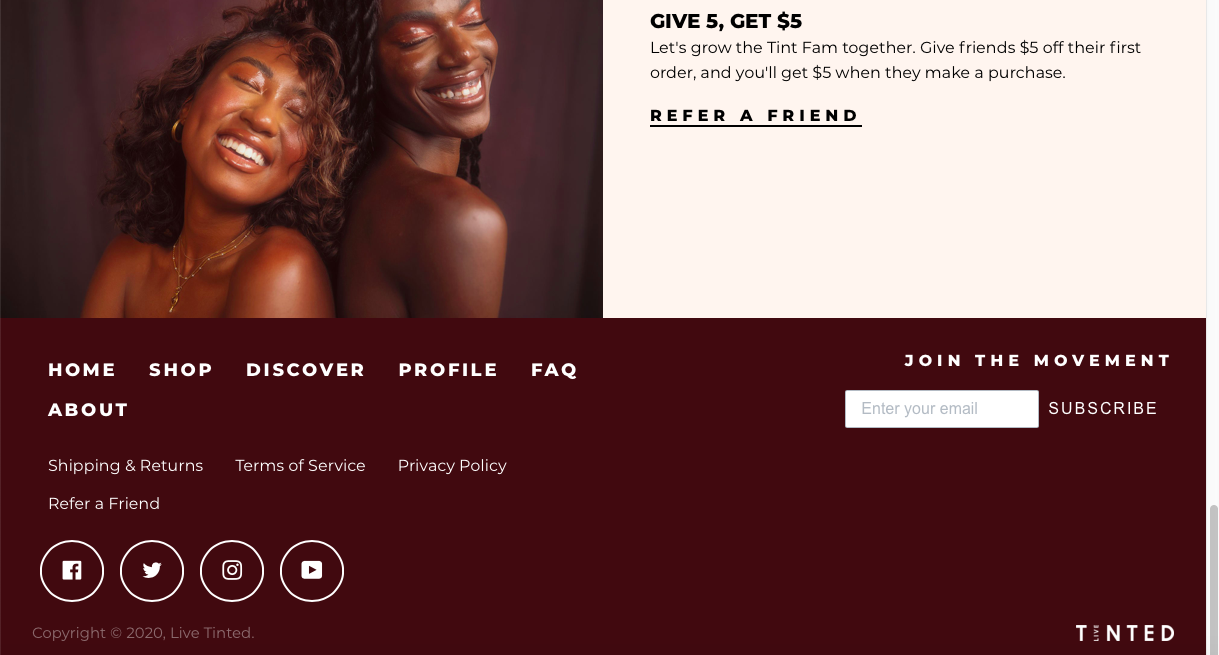 GIVE 5, GET $5
Let's grow the Tint Fam together. Give friends $5 off their first
order, and you'll get $5 when they make a purchase.
REFER A FRIEND
HOME SHOP DISCOVER PROFILE FAQ
ABOUT
JOIN THE MOVEMENT
Enter your email SUBSCRIBE
Shipping & Returns Terms of Service Privacy Policy
Refer a Friend
Copyright © 2020, Live Tinted.
T LIVE NTED